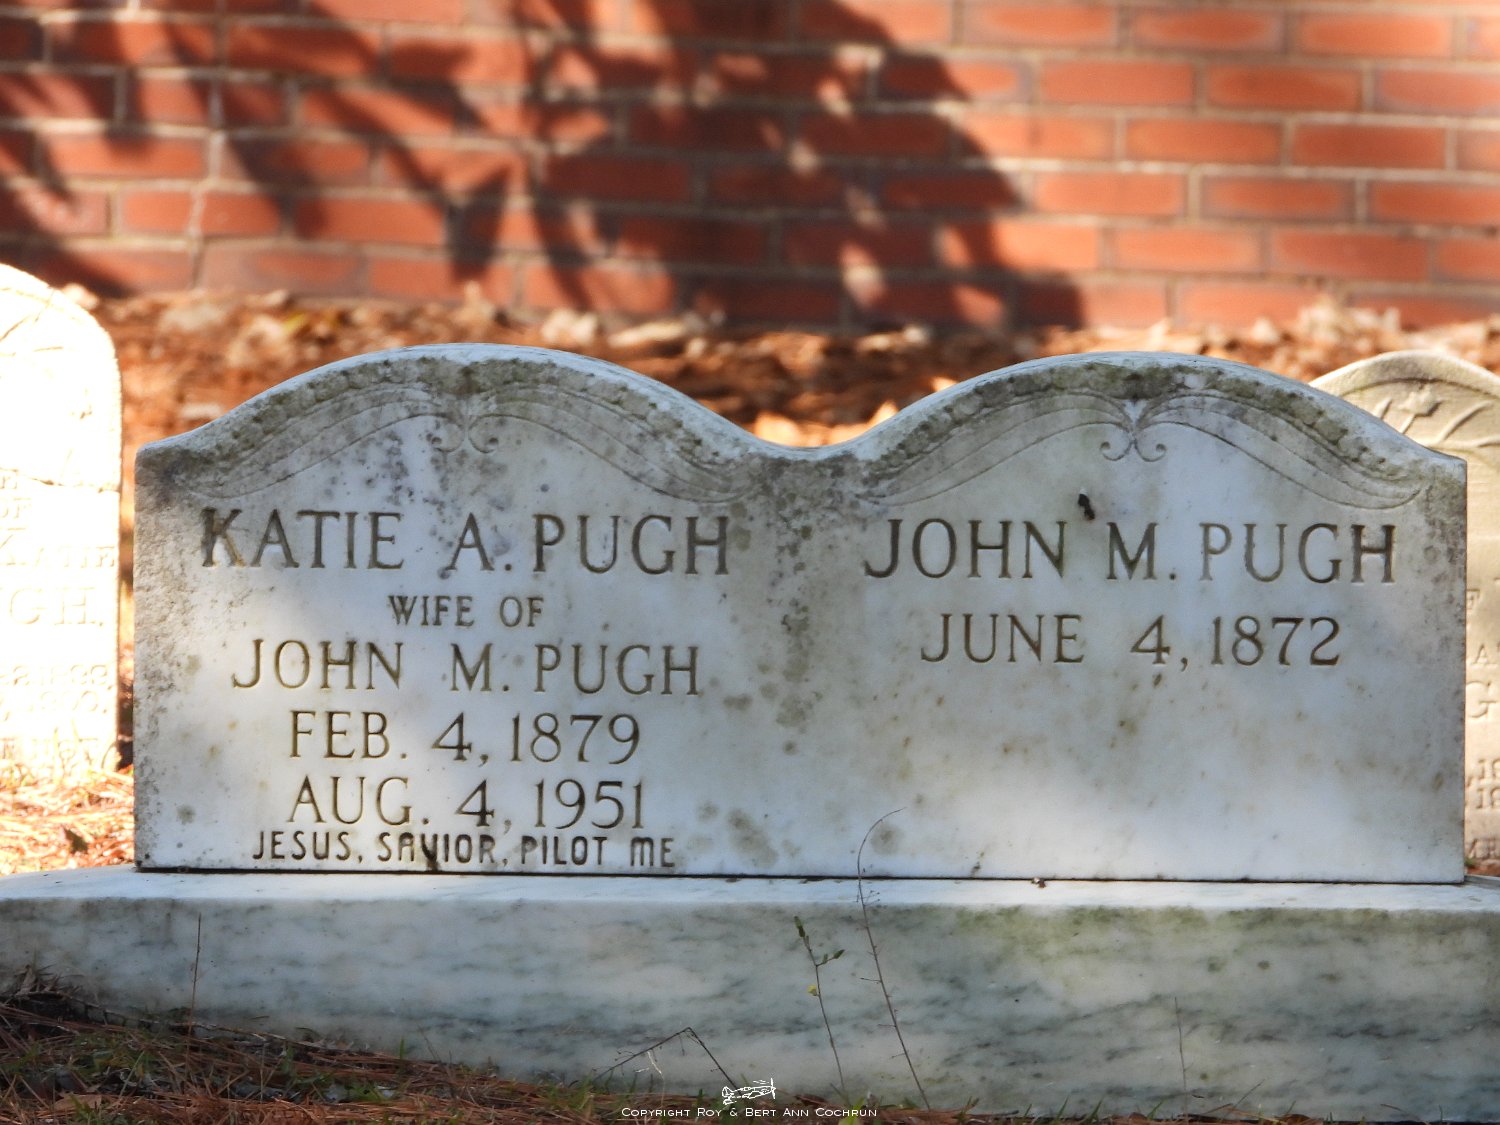 KATIE A. PUGH
WIFE OF
JOHN M. PUGH
FEB. 4, 1879
AUG. 4, 1951
JESUS, SAVIOR, PILOT ME
JOHN M. PUGH
JUNE 4, 1872
KATIE
Copyright Roy & Bert Ann Cochrun